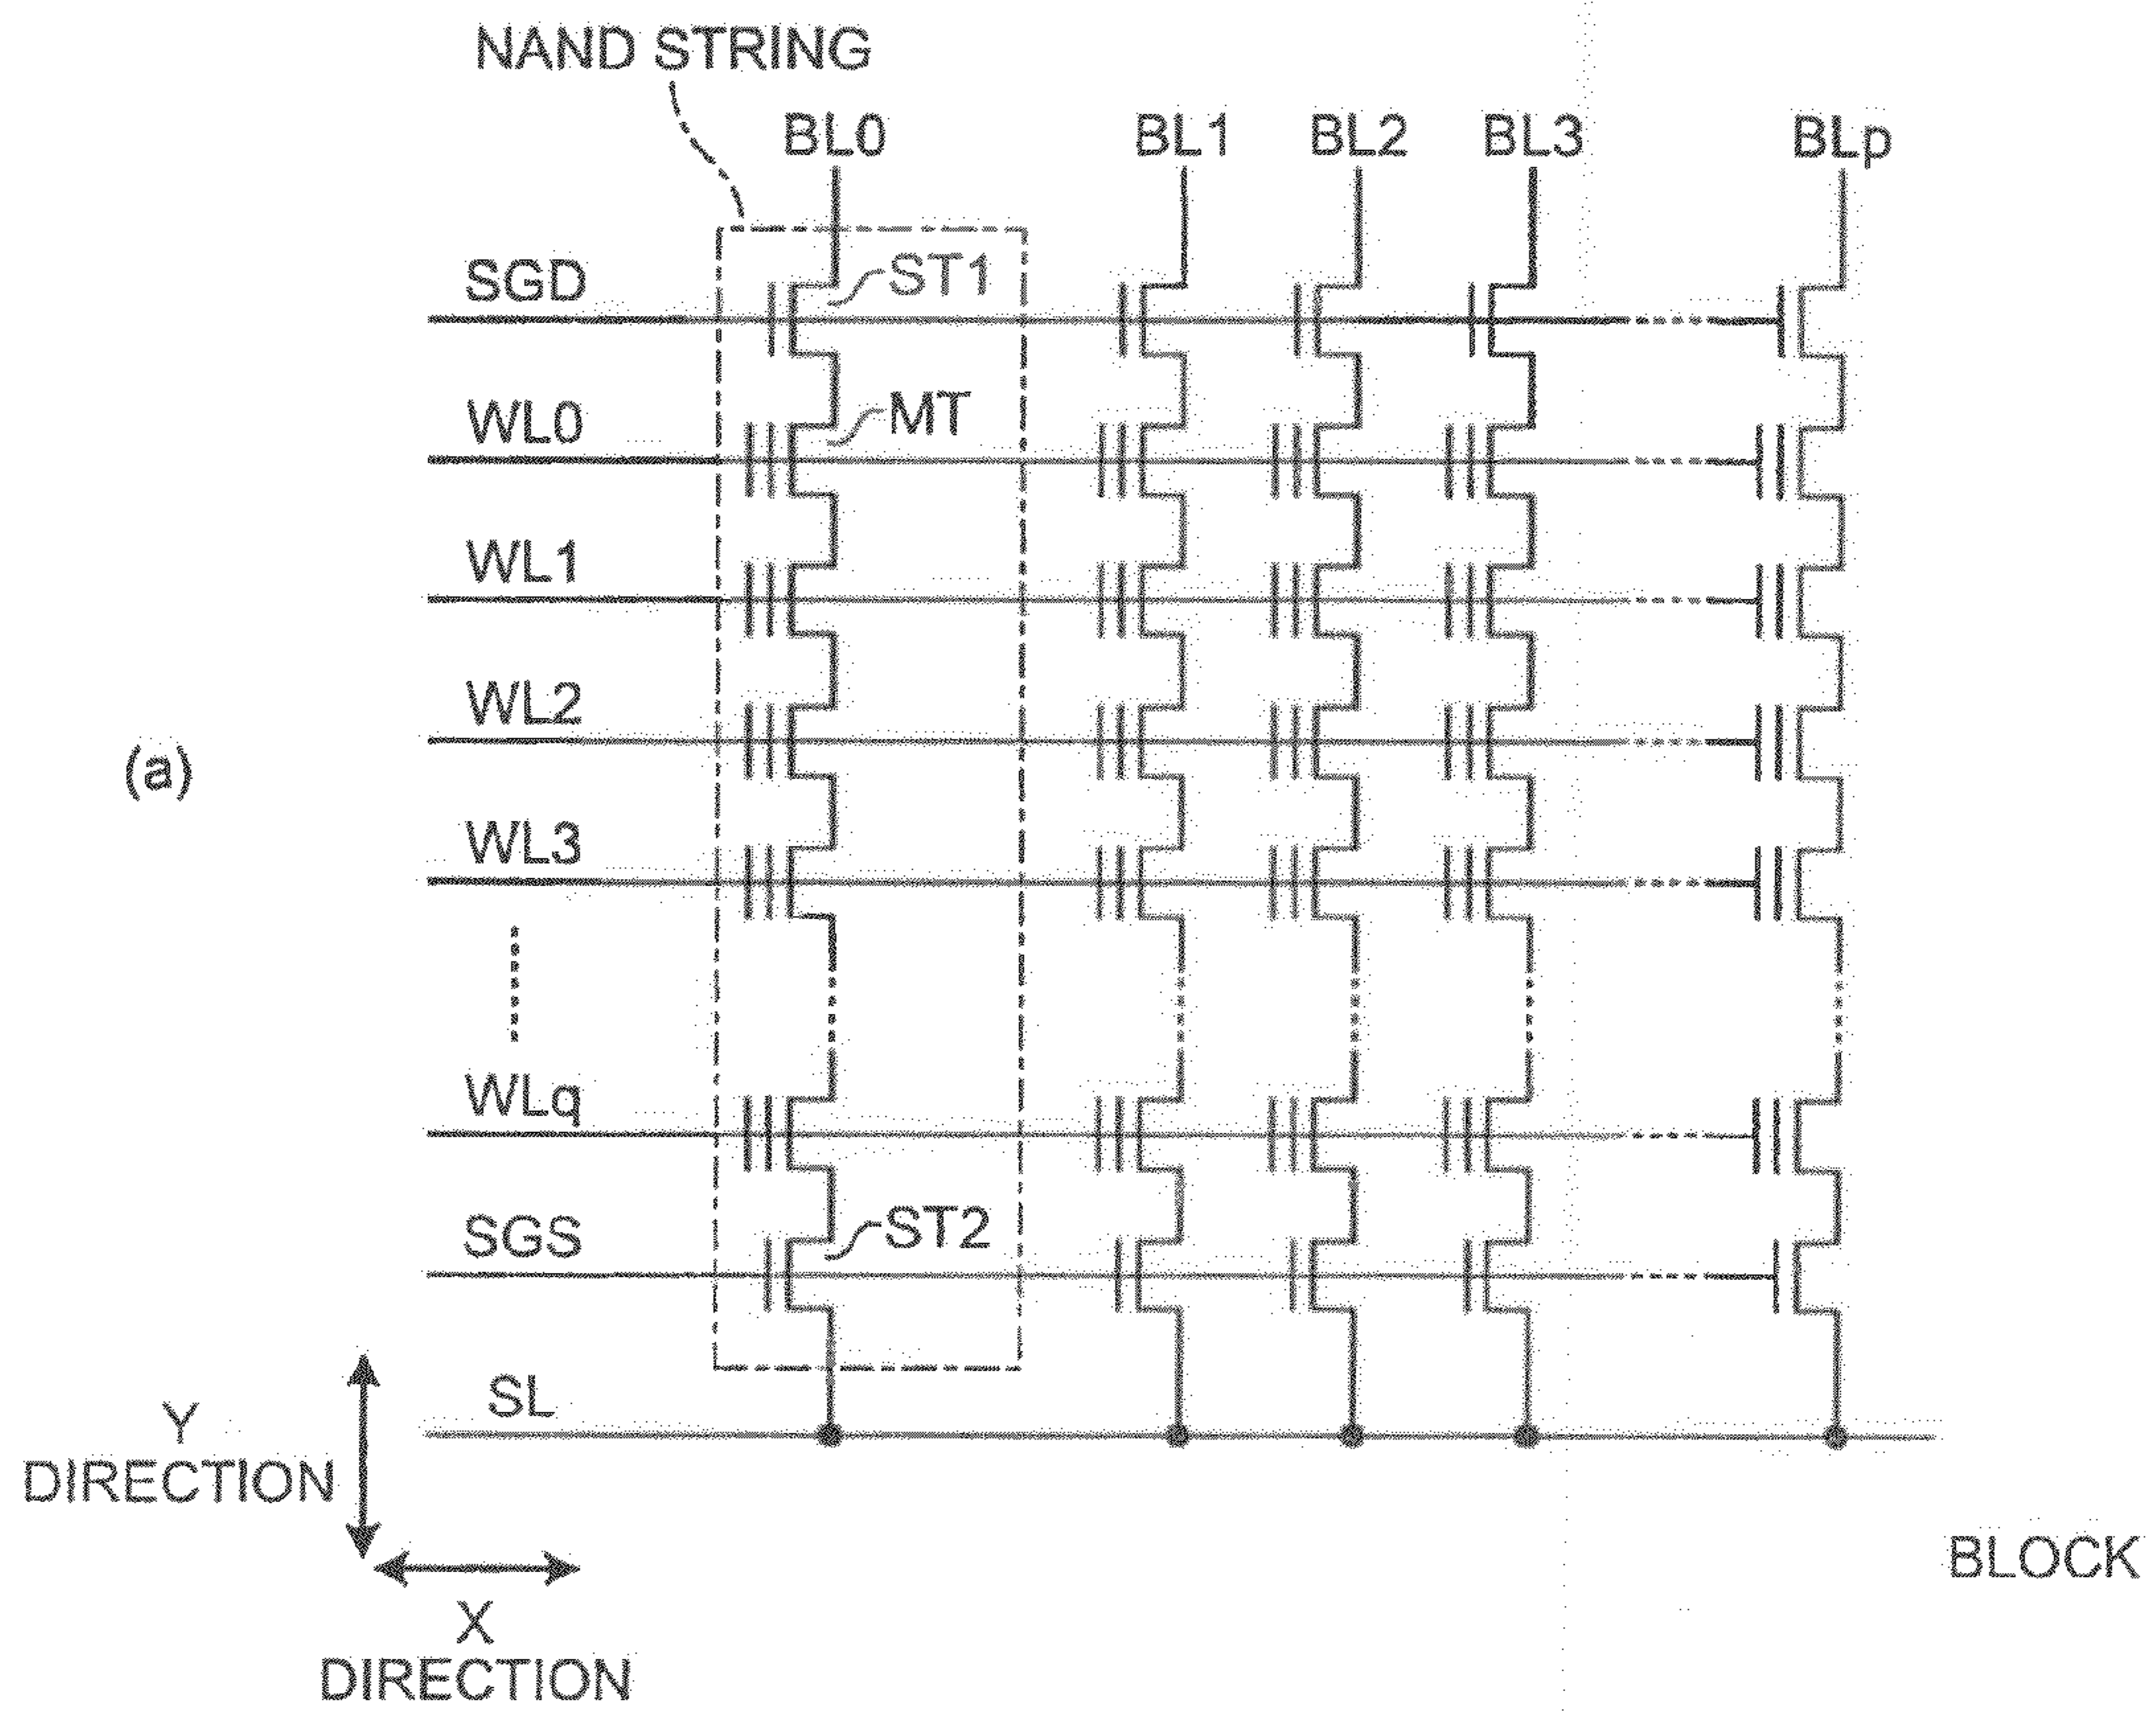 NAND STRING
BL0 BL1 BL2 BL3 BLp
SGD ST1
WL0 MT
WL1
WL2
(a)
WL3
WLq
SGS ST2
SL
Y
DIRECTION
BLOCK
X
DIRECTION